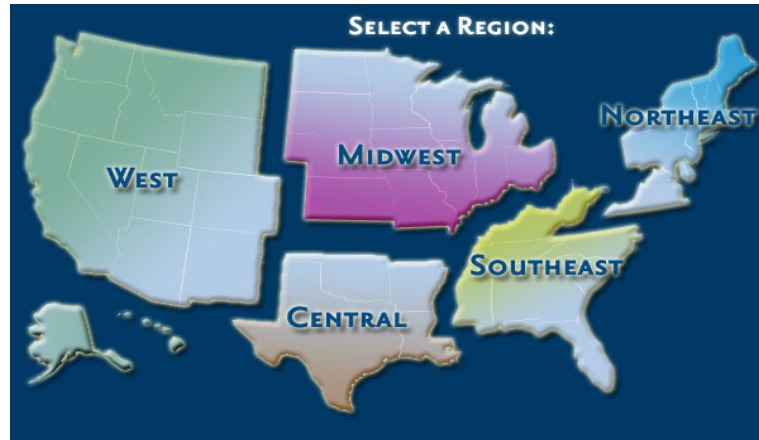 SELECT A REGION:
NORTHEAST
MIDWEST
WEST
SOUTHEAST
CENTRAL